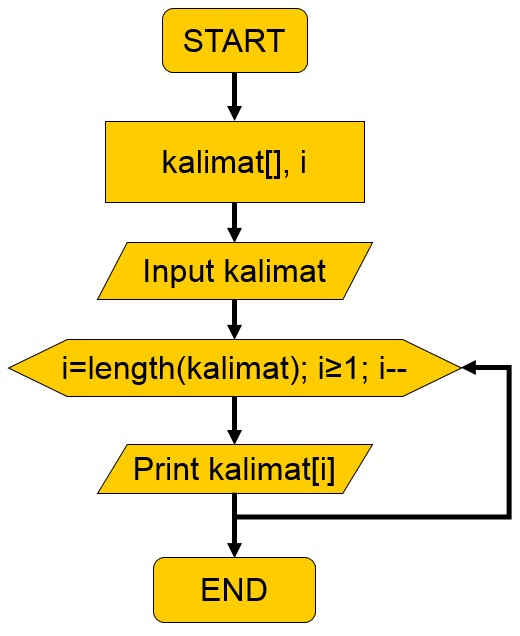 START
kalimat[], i
Input kalimat
i=length(kalimat); i≥1; i--
Print kalimat[i]
END